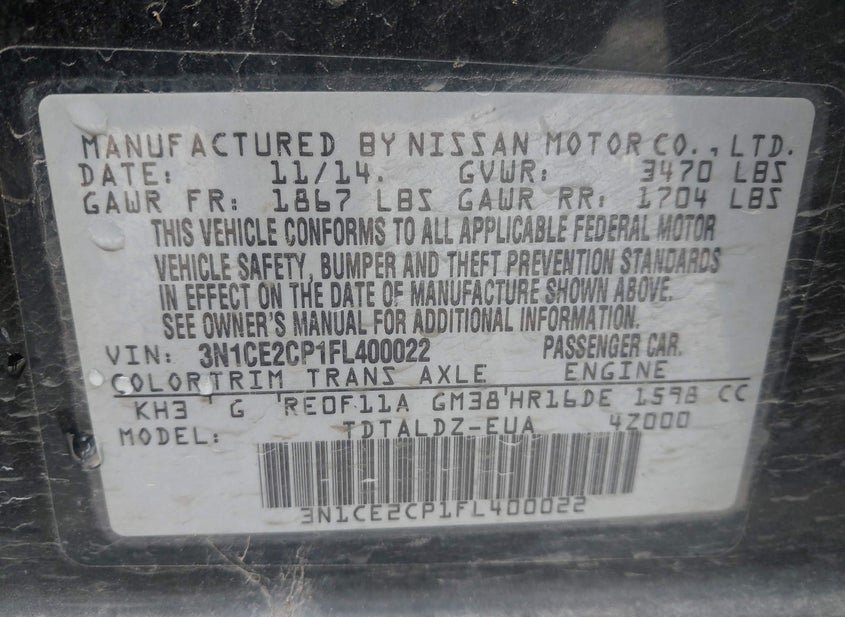 MANUFACTURED BY NISSAN MOTOR CO., LTD.
DATE: 11/14. GVWR: 3470 LBS
GAWR FR: 1867 LBS GAWR RR: 1704 LBS
THIS VEHICLE CONFORMS TO ALL APPLICABLE FEDERAL MOTOR
VEHICLE SAFETY, BUMPER AND THEFT PREVENTION STANDARDS
IN EFFECT ON THE DATE OF MANUFACTURE SHOWN ABOVE.
SEE OWNER'S MANUAL FOR ADDITIONAL INFORMATION.
VIN: 3N1CE2CP1FL400022 PASSENGER CAR.
COLOR TRIM TRANS AXLE ENGINE
KH3 G RE0F11A GM38 HR16DE 1598 CC
MODEL: TDTALDZ-EUA 4Z000
3N1CE2CP1FL400022